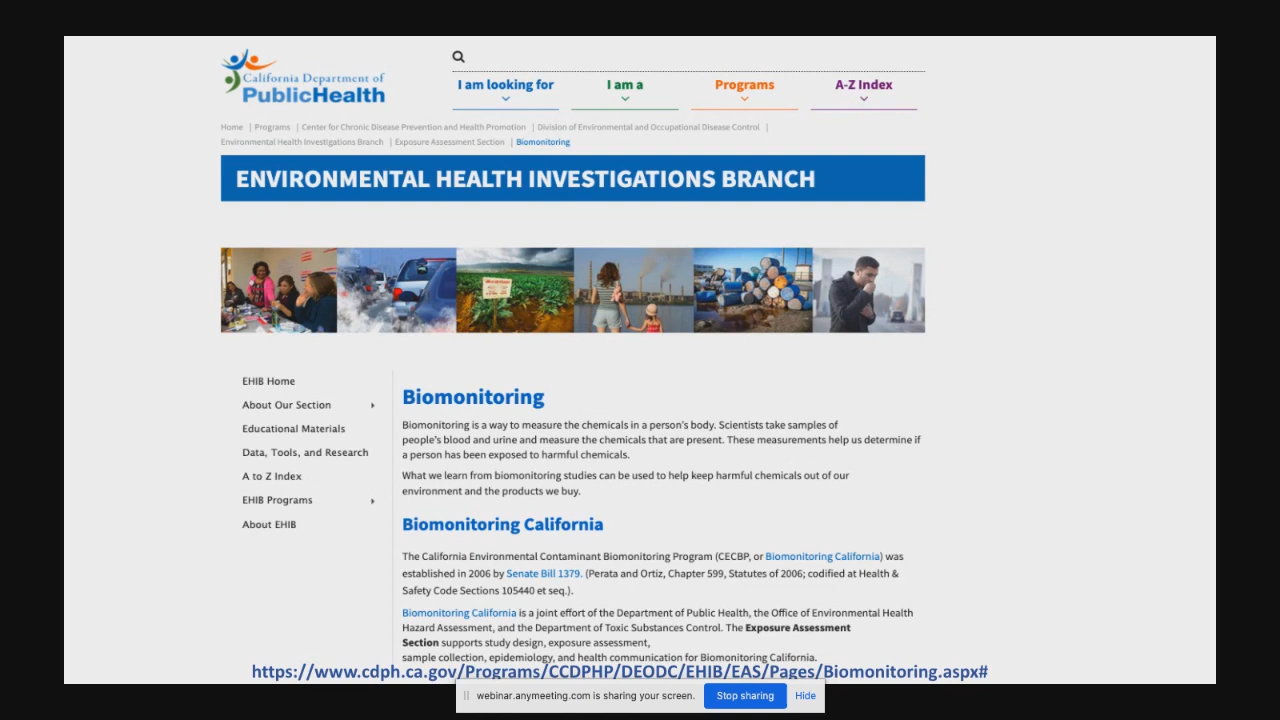 California Department of
PublicHealth
I am looking for
I am a
Programs
A-Z Index
Home | Programs | Center for Chronic Disease Prevention and Health Promotion | Division of Environmental and Occupational Disease Control |
Environmental Health Investigations Branch | Exposure Assessment Section | Biomonitoring
ENVIRONMENTAL HEALTH INVESTIGATIONS BRANCH
EHIB Home
About Our Section
Educational Materials
Data, Tools, and Research
A to Z Index
EHIB Programs
About EHIB
Biomonitoring
Biomonitoring is a way to measure the chemicals in a person's body. Scientists take samples of
people's blood and urine and measure the chemicals that are present. These measurements help us determine if
a person has been exposed to harmful chemicals.
What we learn from biomonitoring studies can be used to help keep harmful chemicals out of our
environment and the products we buy.
Biomonitoring California
The California Environmental Contaminant Biomonitoring Program (CECBP, or Biomonitoring California) was
established in 2006 by Senate Bill 1379. (Perata and Ortiz, Chapter 599, Statutes of 2006; codified at Health &
Safety Code Sections 105440 et seq.).
Biomonitoring California is a joint effort of the Department of Public Health, the Office of Environmental Health
Hazard Assessment, and the Department of Toxic Substances Control. The Exposure Assessment
Section supports study design, exposure assessment,
sample collection, epidemiology, and health communication for Biomonitoring California.
https://www.cdph.ca.gov/Programs/CCDPHP/DEODC/EHIB/EAS/Pages/Biomonitoring.aspx#
webinar.anymeeting.com is sharing your screen.
Stop sharing
Hide